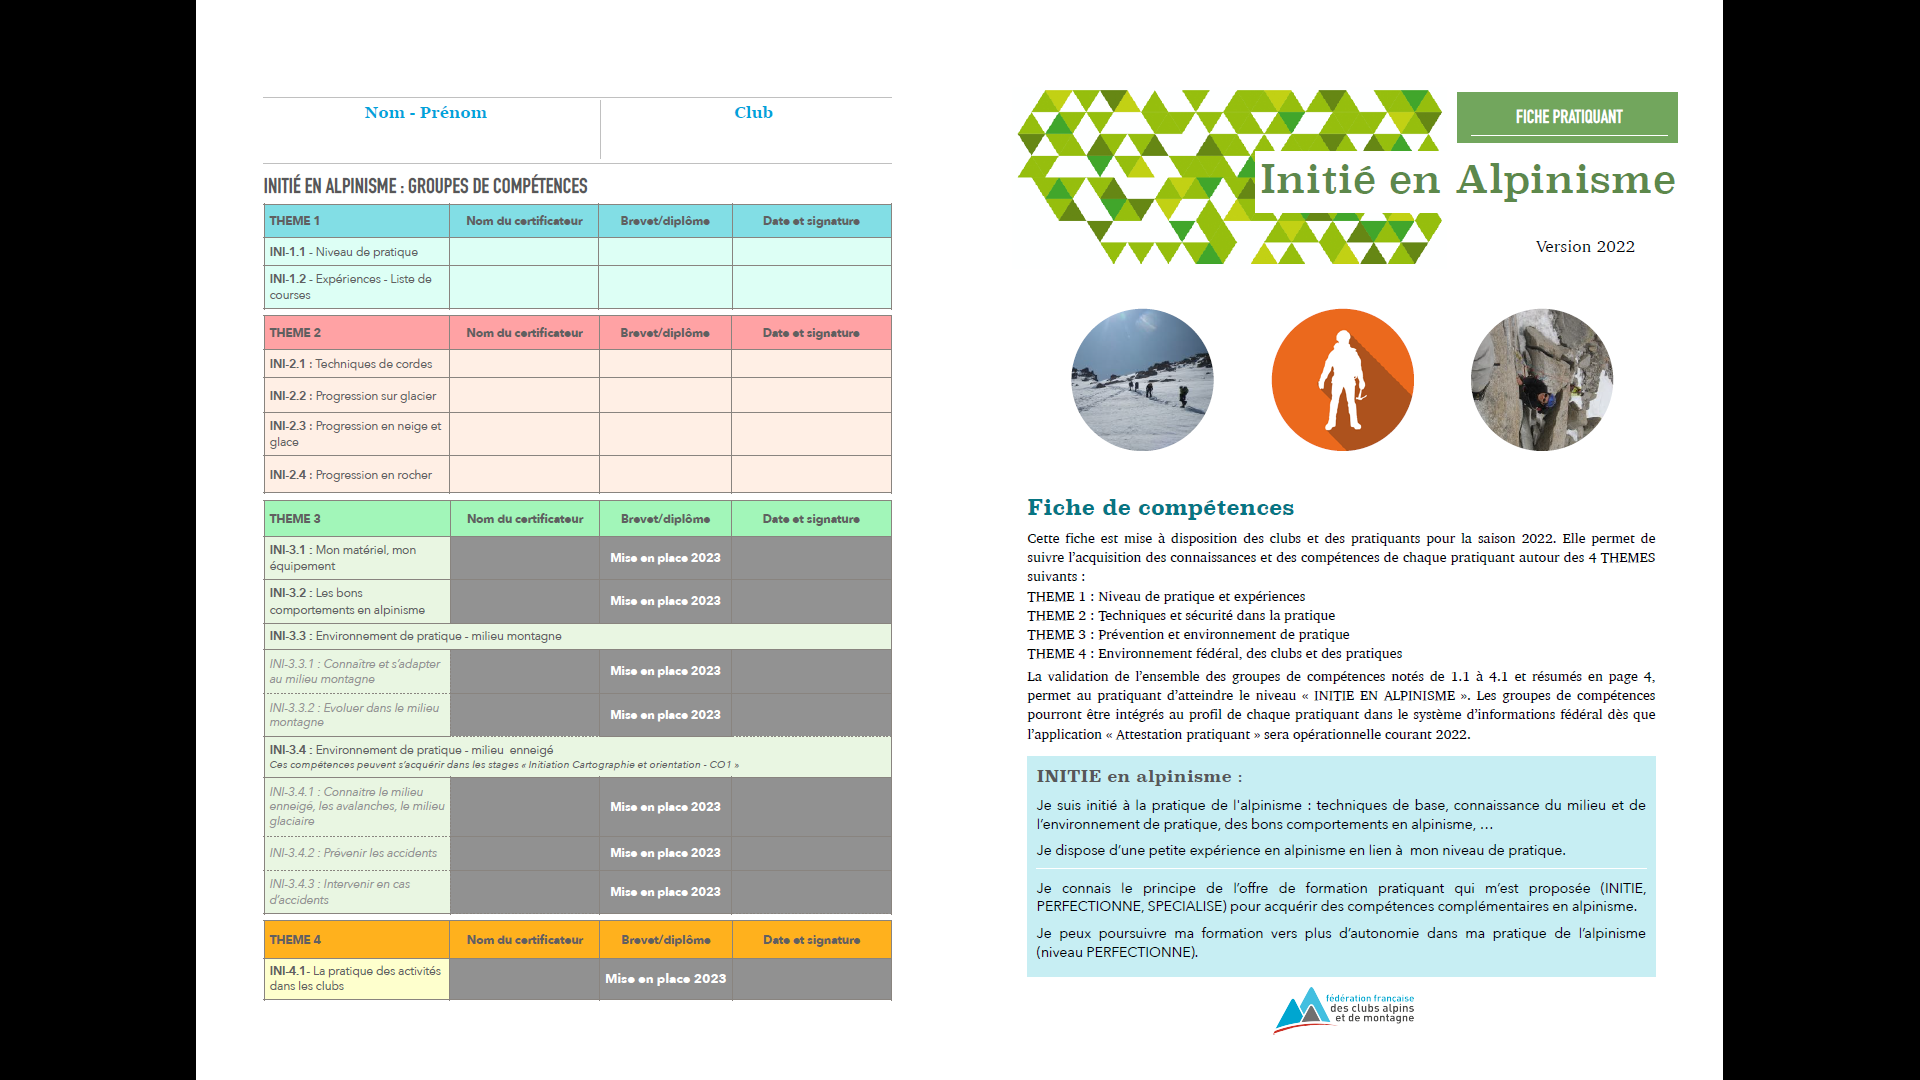 Nom - Prénom
Club
INITIÉ EN ALPINISME : GROUPES DE COMPÉTENCES
THEME 1 Nom du certificateur Brevet/diplôme Date et signature
INI-1.1 - Niveau de pratique
INI-1.2 - Expériences - Liste de
courses
THEME 2 Nom du certificateur Brevet/diplôme Date et signature
INI-2.1 : Techniques de cordes
INI-2.2 : Progression sur glacier
INI-2.3 : Progression en neige et
glace
INI-2.4 : Progression en rocher
THEME 3 Nom du certificateur Brevet/diplôme Date et signature
INI-3.1 : Mon matériel, mon
équipement
Mise en place 2023
INI-3.2 : Les bons
comportements en alpinisme
Mise en place 2023
INI-3.3 : Environnement de pratique - milieu montagne
INI-3.3.1 : Connaître et s'adapter
au milieu montagne
Mise en place 2023
INI-3.3.2 : Evoluer dans le milieu
montagne
Mise en place 2023
INI-3.4 : Environnement de pratique - milieu enneigé
Ces compétences peuvent s'acquérir dans les stages « Initiation Cartographie et orientation - CO1 »
INI-3.4.1 : Connaitre le milieu
enneigé, les avalanches, le milieu
glaciaire
Mise en place 2023
INI-3.4.2 : Prévenir les accidents
Mise en place 2023
INI-3.4.3 : Intervenir en cas
d'accidents
Mise en place 2023
THEME 4 Nom du certificateur Brevet/diplôme Date et signature
INI-4.1- La pratique des activités
dans les clubs
Mise en place 2023
FICHE PRATIQUANT
Initié en Alpinisme
Version 2022
Fiche de compétences
Cette fiche est mise à disposition des clubs et des pratiquants pour la saison 2022. Elle permet de
suivre l'acquisition des connaissances et des compétences de chaque pratiquant autour des 4 THEMES
suivants :
THEME 1 : Niveau de pratique et expériences
THEME 2 : Techniques et sécurité dans la pratique
THEME 3 : Prévention et environnement de pratique
THEME 4 : Environnement fédéral, des clubs et des pratiques
La validation de l'ensemble des groupes de compétences notés de 1.1 à 4.1 et résumés en page 4,
permet au pratiquant d'atteindre le niveau « INITIE EN ALPINISME ». Les groupes de compétences
pourront être intégrés au profil de chaque pratiquant dans le système d'informations fédéral dès que
l'application « Attestation pratiquant » sera opérationnelle courant 2022.
INITIE en alpinisme :
Je suis initié à la pratique de l'alpinisme : techniques de base, connaissance du milieu et de
l'environnement de pratique, des bons comportements en alpinisme, …
Je dispose d'une petite expérience en alpinisme en lien à mon niveau de pratique.
Je connais le principe de l'offre de formation pratiquant qui m'est proposée (INITIE,
PERFECTIONNE, SPECIALISE) pour acquérir des compétences complémentaires en alpinisme.
Je peux poursuivre ma formation vers plus d'autonomie dans ma pratique de l'alpinisme
(niveau PERFECTIONNE).
fédération française
des clubs alpins
et de montagne